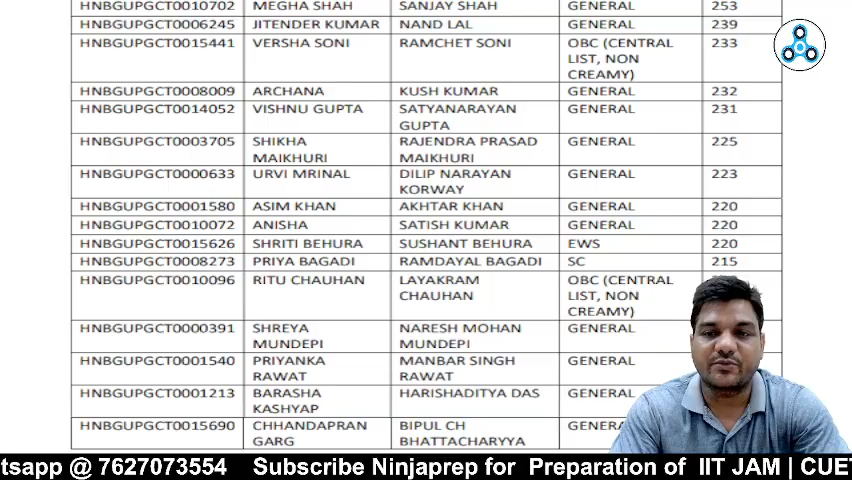 HNBGUPGCT0010702 MEGHA SHAH SANJAY SHAH GENERAL 253
HNBGUPGCT0006245 JITENDER KUMAR NAND LAL GENERAL 239
HNBGUPGCT0015441 VERSHA SONI RAMCHET SONI OBC (CENTRAL 233
LIST, NON
CREAMY)
HNBGUPGCT0008009 ARCHANA KUSH KUMAR GENERAL 232
HNBGUPGCT0014052 VISHNU GUPTA SATYANARAYAN GENERAL 231
GUPTA
HNBGUPGCT0003705 SHIKHA RAJENDRA PRASAD GENERAL 225
MAIKHURI MAIKHURI
HNBGUPGCT0000633 URVI MRINAL DILIP NARAYAN GENERAL 223
KORWAY
HNBGUPGCT0001580 ASIM KHAN AKHTAR KHAN GENERAL 220
HNBGUPGCT0010072 ANISHA SATISH KUMAR GENERAL 220
HNBGUPGCT0015626 SHRITI BEHURA SUSHANT BEHURA EWS 220
HNBGUPGCT0008273 PRIYA BAGADI RAMDAYAL BAGADI SC 215
HNBGUPGCT0010096 RITU CHAUHAN LAYAKRAM OBC (CENTRAL
CHAUHAN LIST, NON
CREAMY)
HNBGUPGCT0000391 SHREYA NARESH MOHAN GENERAL
MUNDEPI MUNDEPI
HNBGUPGCT0001540 PRIYANKA MANBAR SINGH GENERAL
RAWAT RAWAT
HNBGUPGCT0001213 BARASHA HARISHADITYA DAS GENERAL
KASHYAP
HNBGUPGCT0015690 CHHANDAPRAN BIPUL CH GENERA
GARG BHATTACHARYYA
tsapp @ 7627073554 Subscribe Ninjaprep for Preparation of IIT JAM | CUET